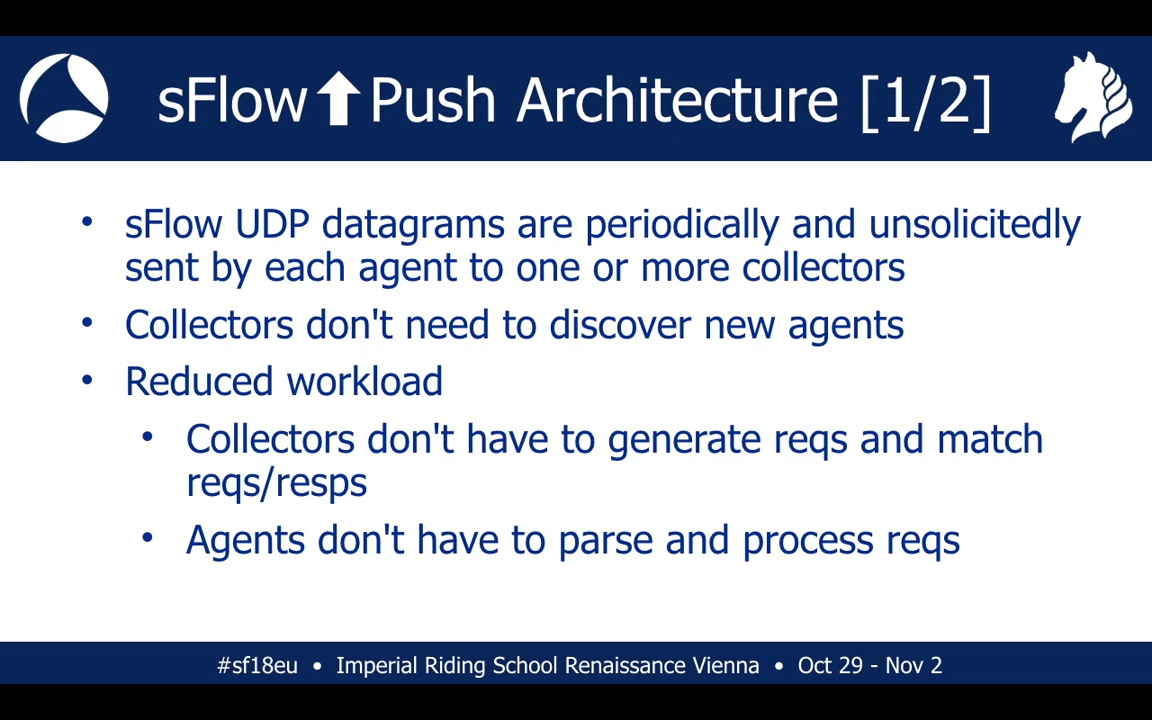 sFlow⬆Push Architecture [1/2]
• sFlow UDP datagrams are periodically and unsolicitedly
sent by each agent to one or more collectors
• Collectors don't need to discover new agents
• Reduced workload
• Collectors don't have to generate reqs and match
reqs/resps
• Agents don't have to parse and process reqs
#sf18eu • Imperial Riding School Renaissance Vienna • Oct 29 - Nov 2